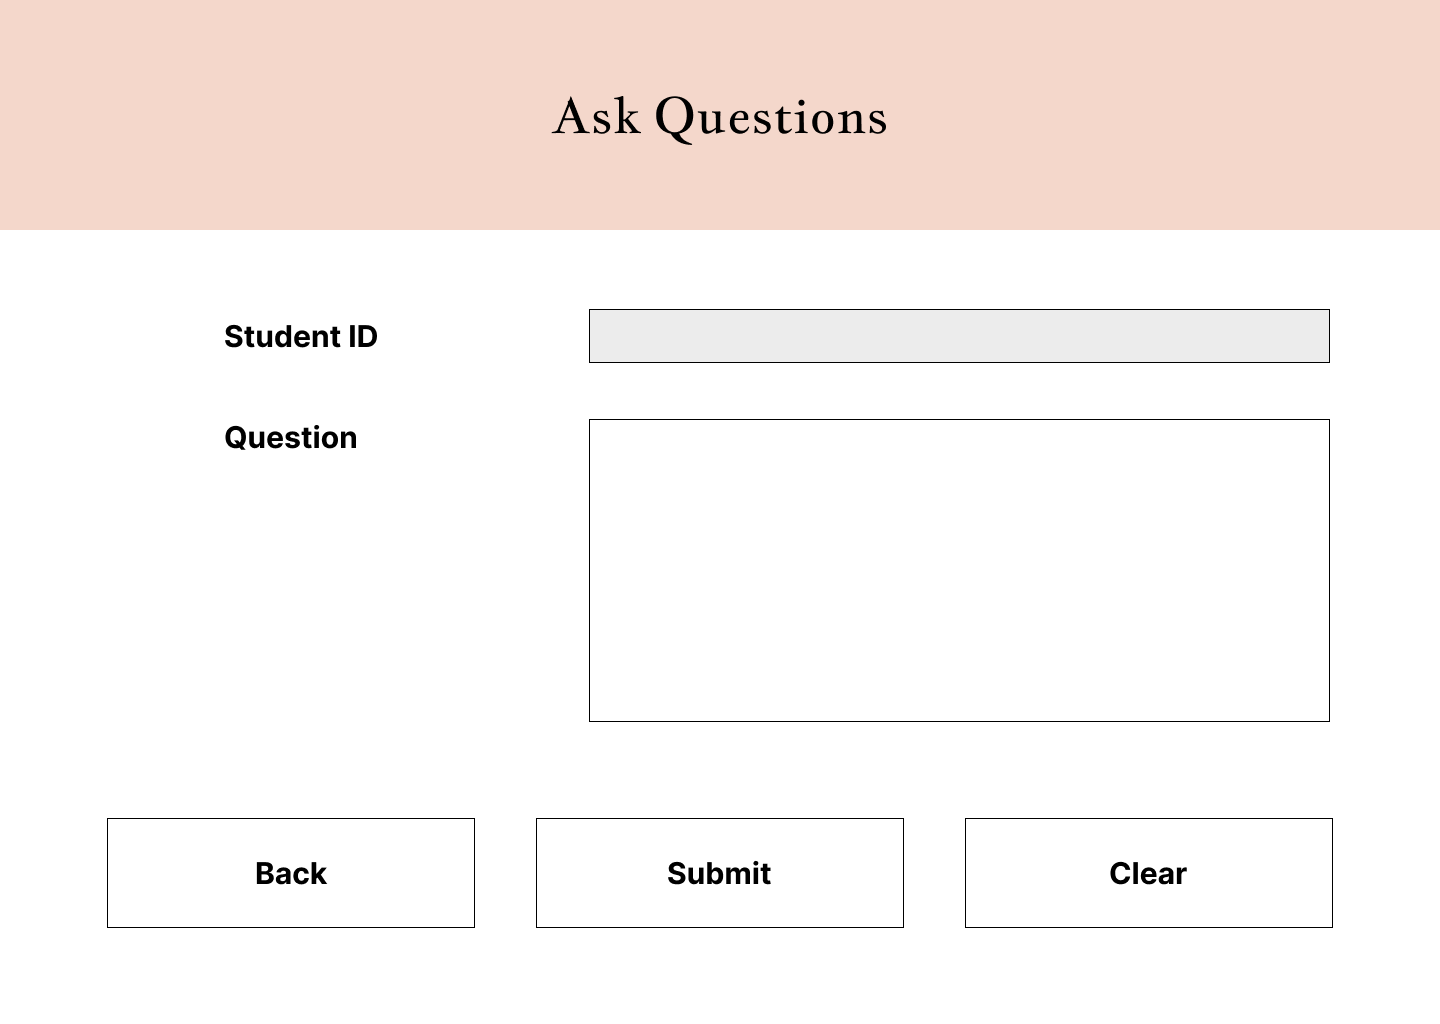 Ask Questions
Student ID
Question
Back
Submit
Clear